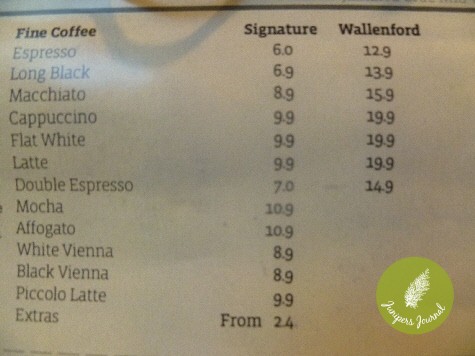 Fine Coffee Signature Wallenford
Espresso 6.0 12.9
Long Black 6.9 13.9
Macchiato 8.9 15.9
Cappuccino 9.9 19.9
Flat White 9.9 19.9
Latte 9.9 19.9
Double Espresso 7.0 14.9
Mocha 10.9
Affogato 10.9
White Vienna 8.9
Black Vienna 8.9
Piccolo Latte 9.9
Extras From 2.4
Junipers Journal